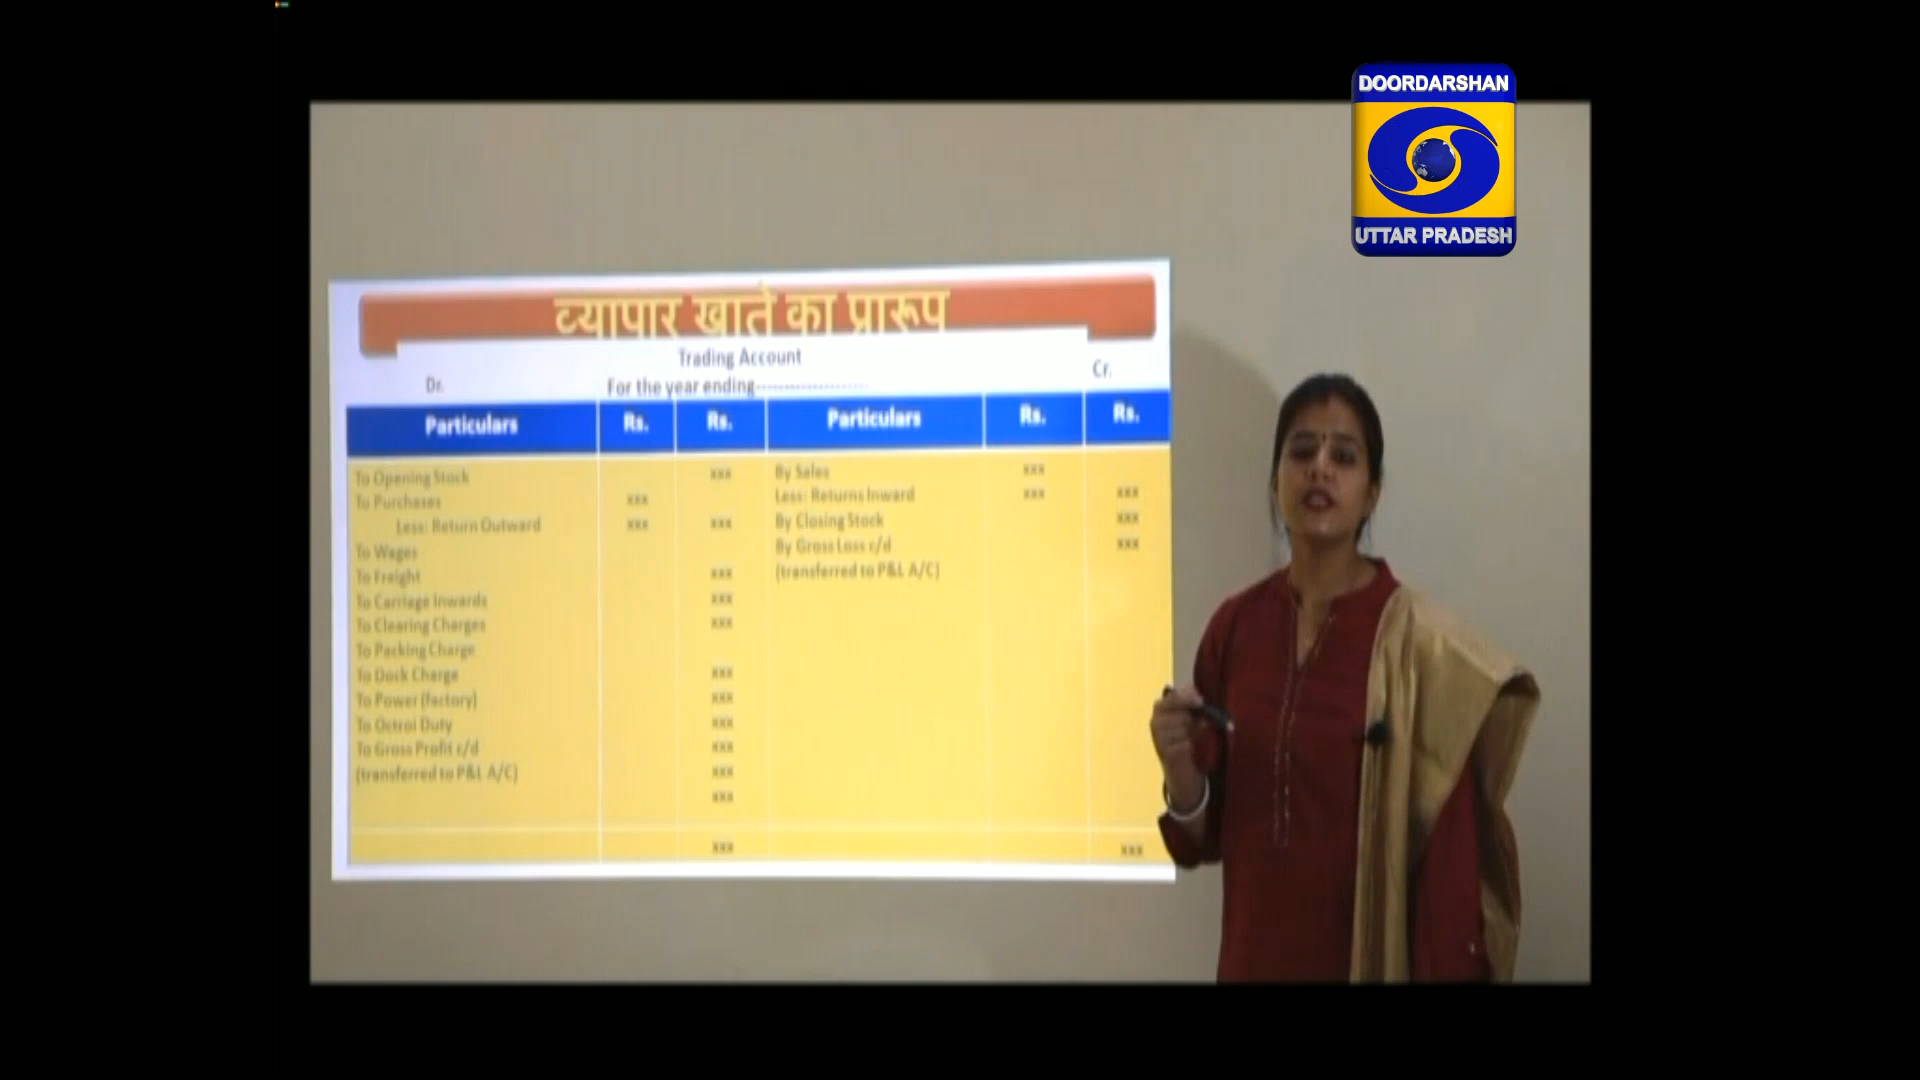 DOORDARSHAN
UTTAR PRADESH
व्यापार खाते का प्रारूप
Trading Account
Dr. For the year ending-------------------- Cr.
Particulars Rs. Rs. Particulars Rs. Rs.
To Opening Stock xxx By Sales xxx
To Purchases xxx Less: Returns Inward xxx xxx
Less: Return Outward xxx xxx By Closing Stock xxx
To Wages By Gross Loss c/d xxx
To Freight xxx (transferred to P&L A/C)
To Carriage Inwards xxx
To Clearing Charges xxx
To Packing Charge
To Dock Charge xxx
To Power (factory) xxx
To Octroi Duty xxx
To Gross Profit c/d xxx
(transferred to P&L A/C) xxx
xxx
xxx xxx